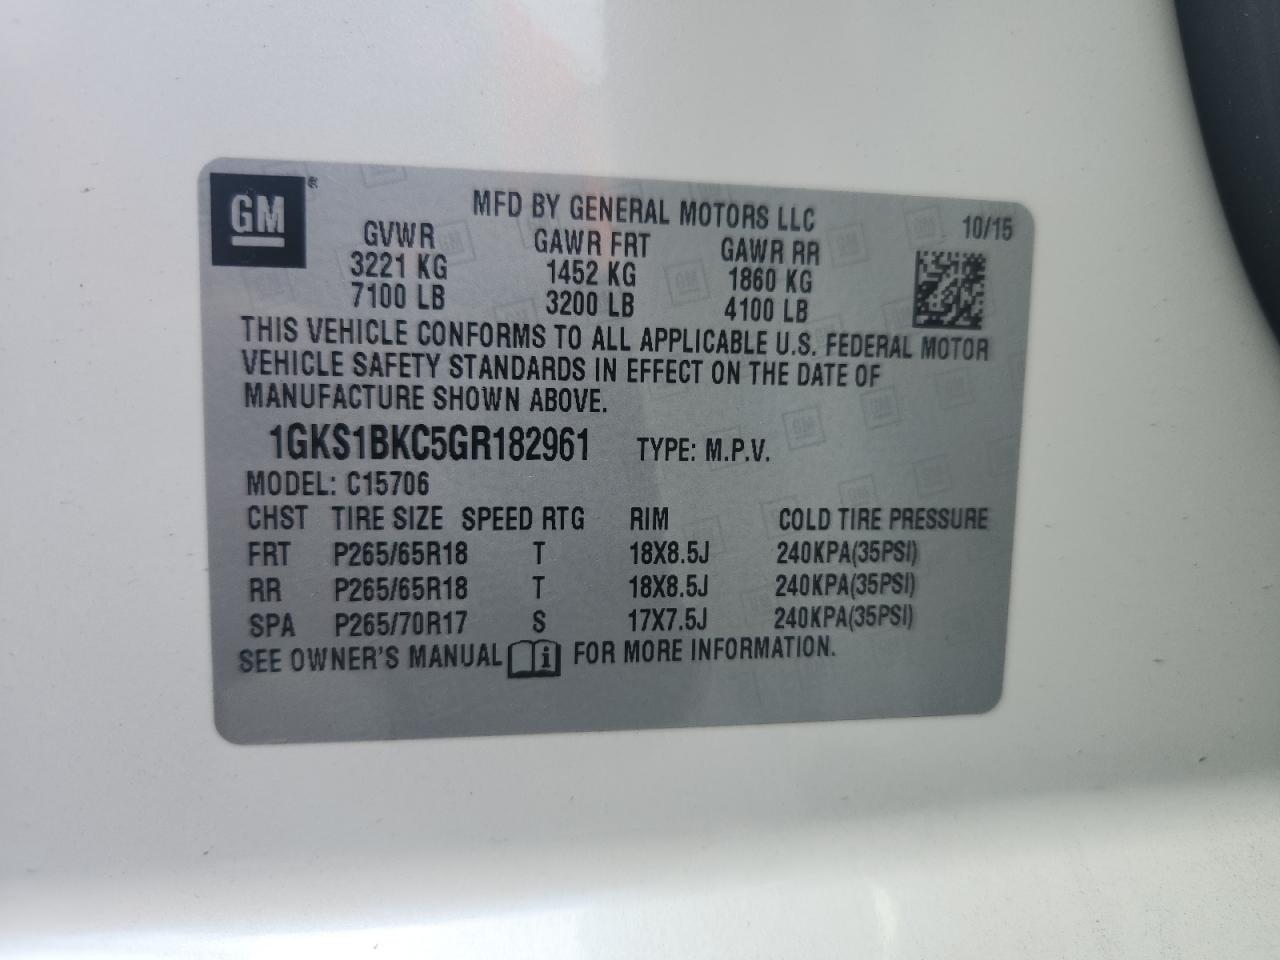 GM®
MFD BY GENERAL MOTORS LLC
10/15
GVWR GAWR FRT GAWR RR
3221 KG 1452 KG 1860 KG
7100 LB 3200 LB 4100 LB
THIS VEHICLE CONFORMS TO ALL APPLICABLE U.S. FEDERAL MOTOR
VEHICLE SAFETY STANDARDS IN EFFECT ON THE DATE OF
MANUFACTURE SHOWN ABOVE.
1GKS1BKC5GR182961 TYPE: M.P.V.
MODEL: C15706
CHST TIRE SIZE SPEED RTG RIM COLD TIRE PRESSURE
FRT P265/65R18 T 18X8.5J 240KPA(35PSI)
RR P265/65R18 T 18X8.5J 240KPA(35PSI)
SPA P265/70R17 S 17X7.5J 240KPA(35PSI)
SEE OWNER'S MANUAL i FOR MORE INFORMATION.